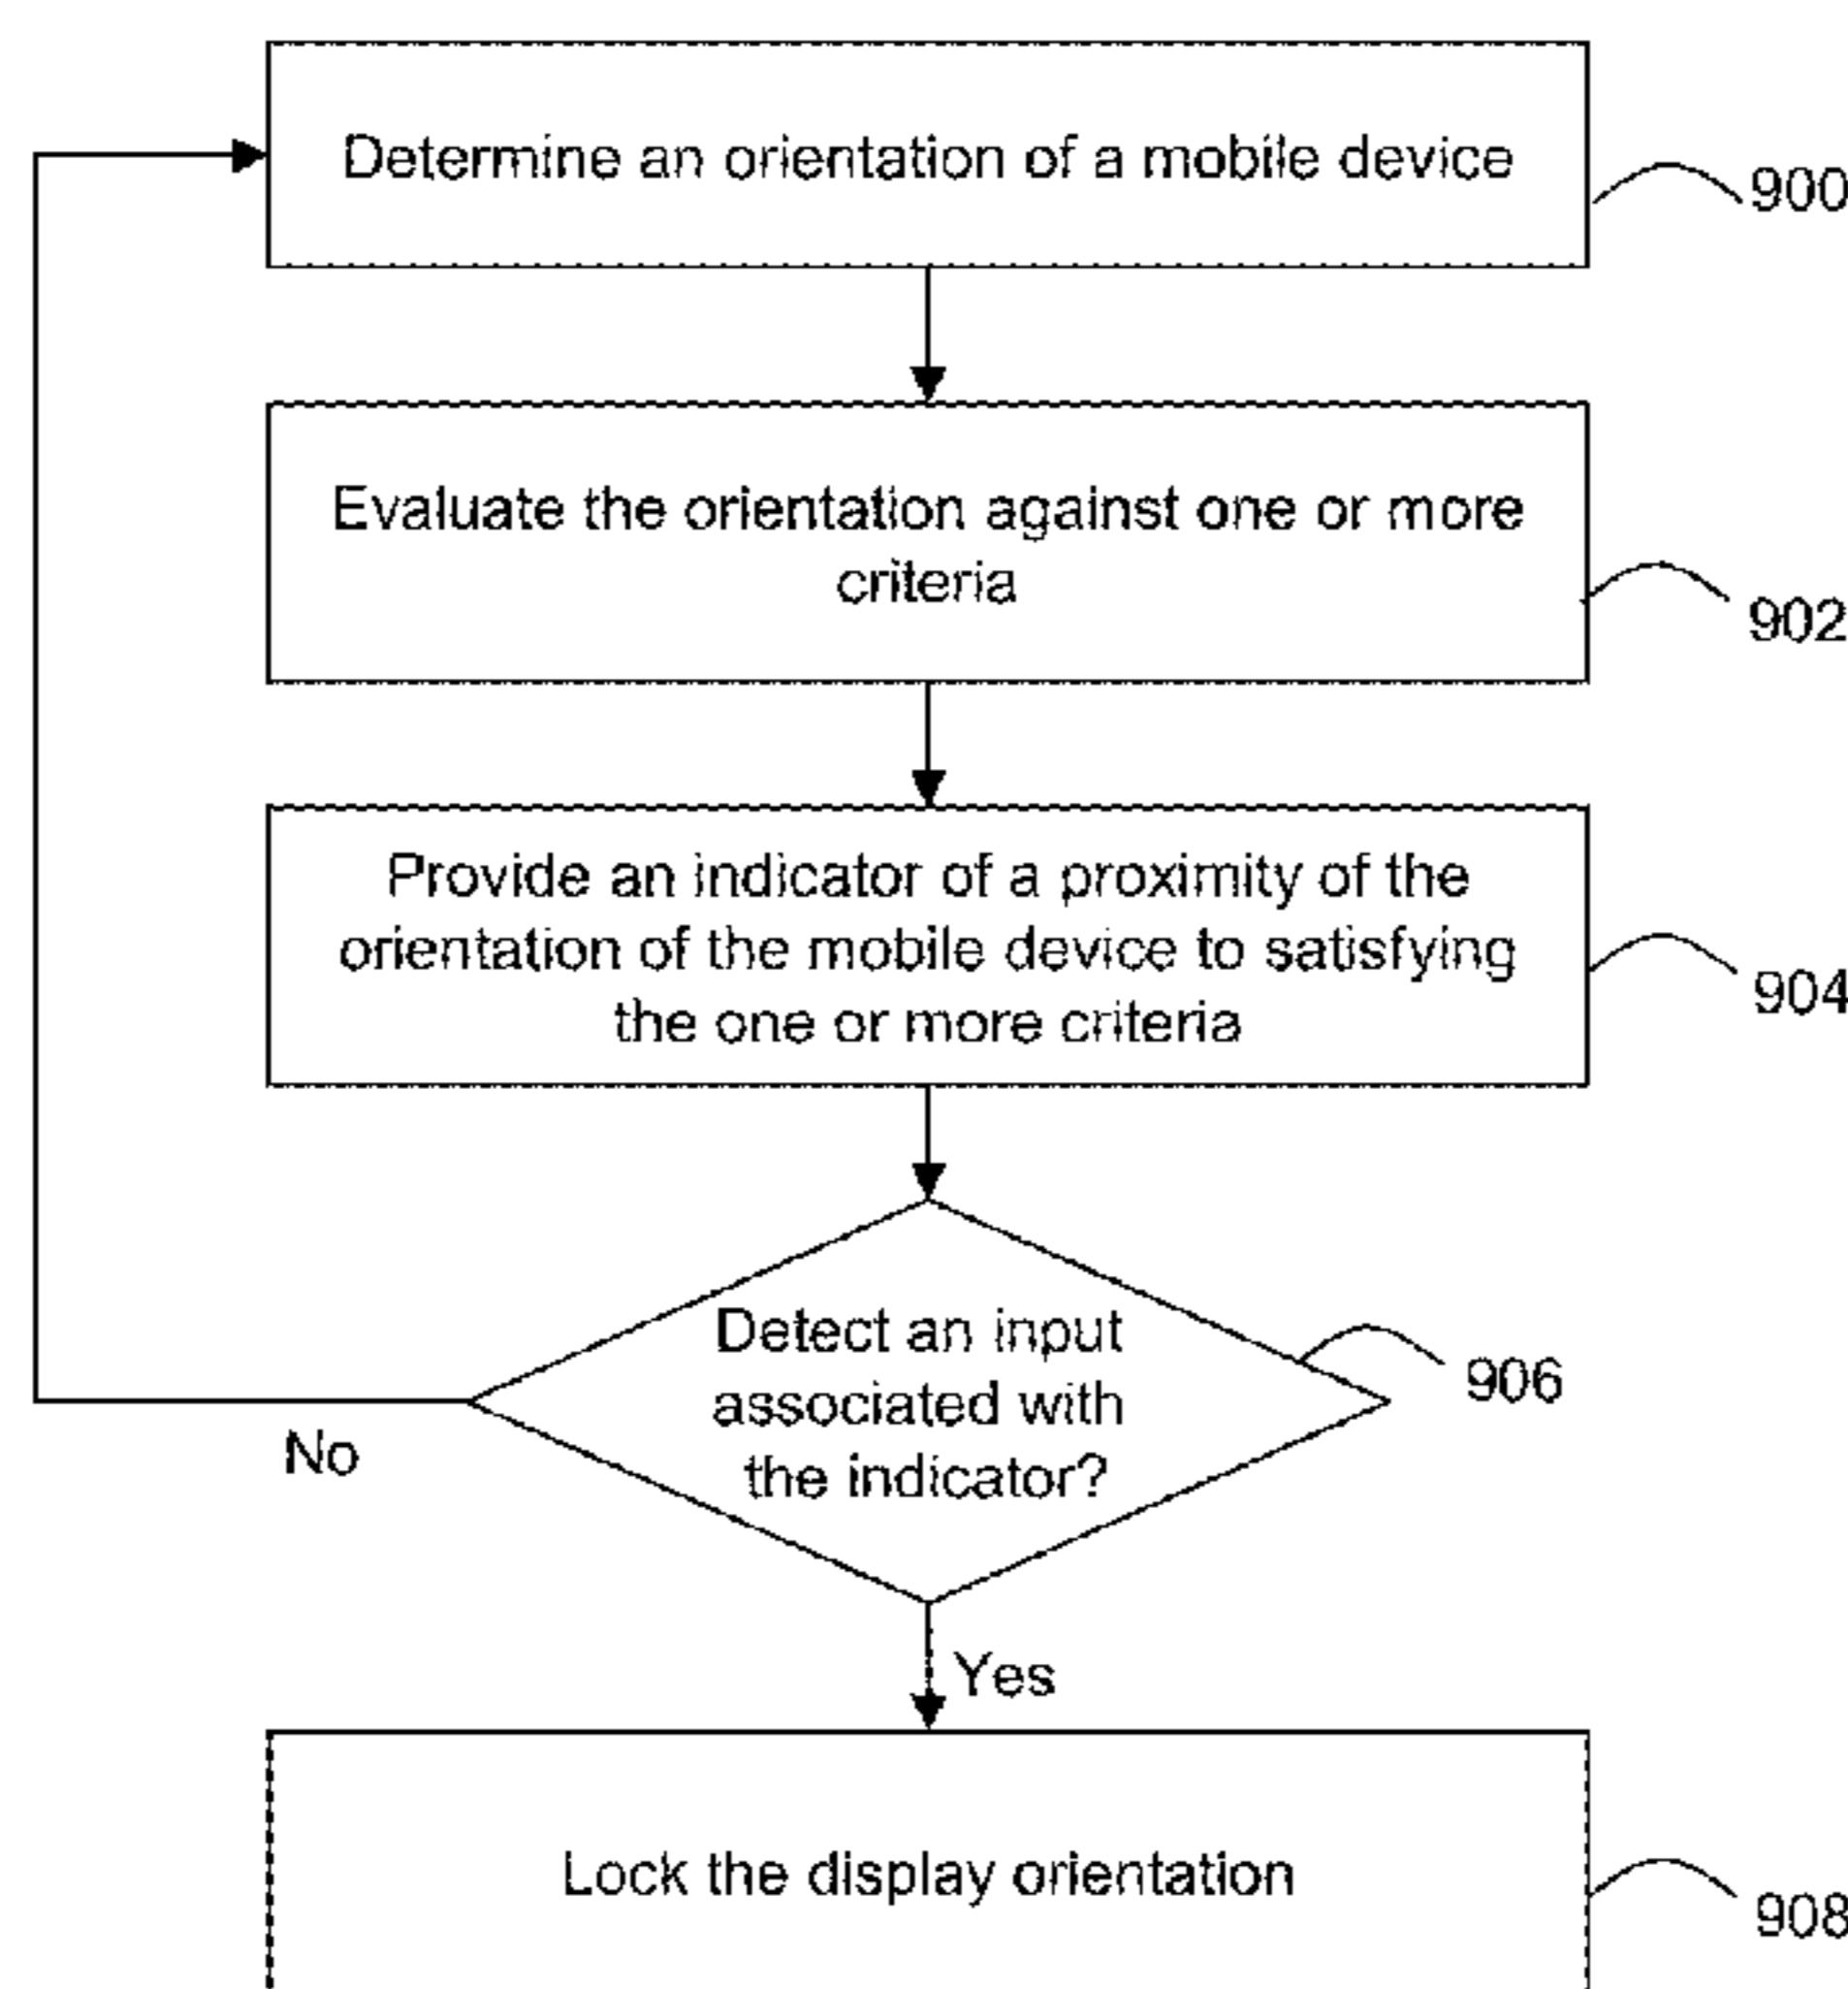 Determine an orientation of a mobile device
900
Evaluate the orientation against one or more
criteria
902
Provide an indicator of a proximity of the
orientation of the mobile device to satisfying
the one or more criteria
904
Detect an input
associated with
the indicator?
906
No
Yes
Lock the display orientation
908